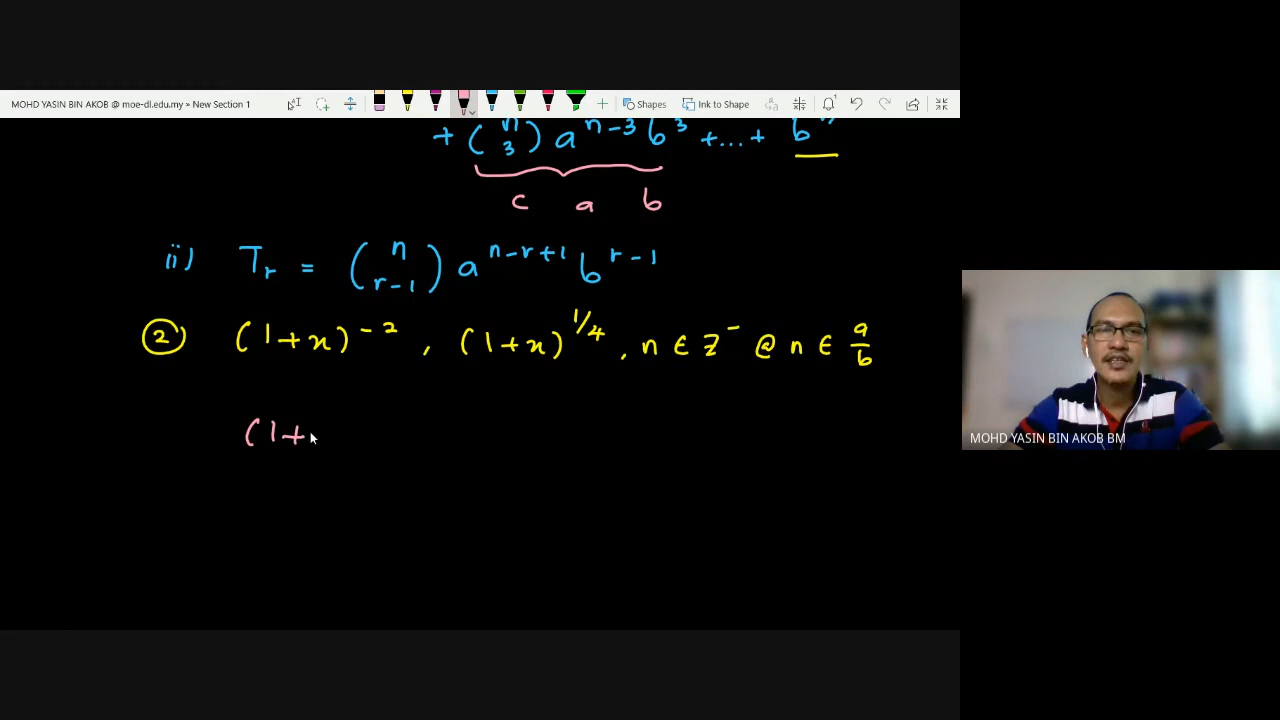 MOHD YASIN BIN AKOB @ moe-dl.edu.my » New Section 1
Shapes
Ink to Shape
+ (n 3) a^{n-3} b^3 + ... + b^n
c a b
ii) T_r = (n r-1) a^{n-r+1} b^{r-1}
② (1+x)^{-2} , (1+x)^{1/4} , n ∈ Z^- @ n ∈ a/b
(1+
MOHD YASIN BIN AKOB BM